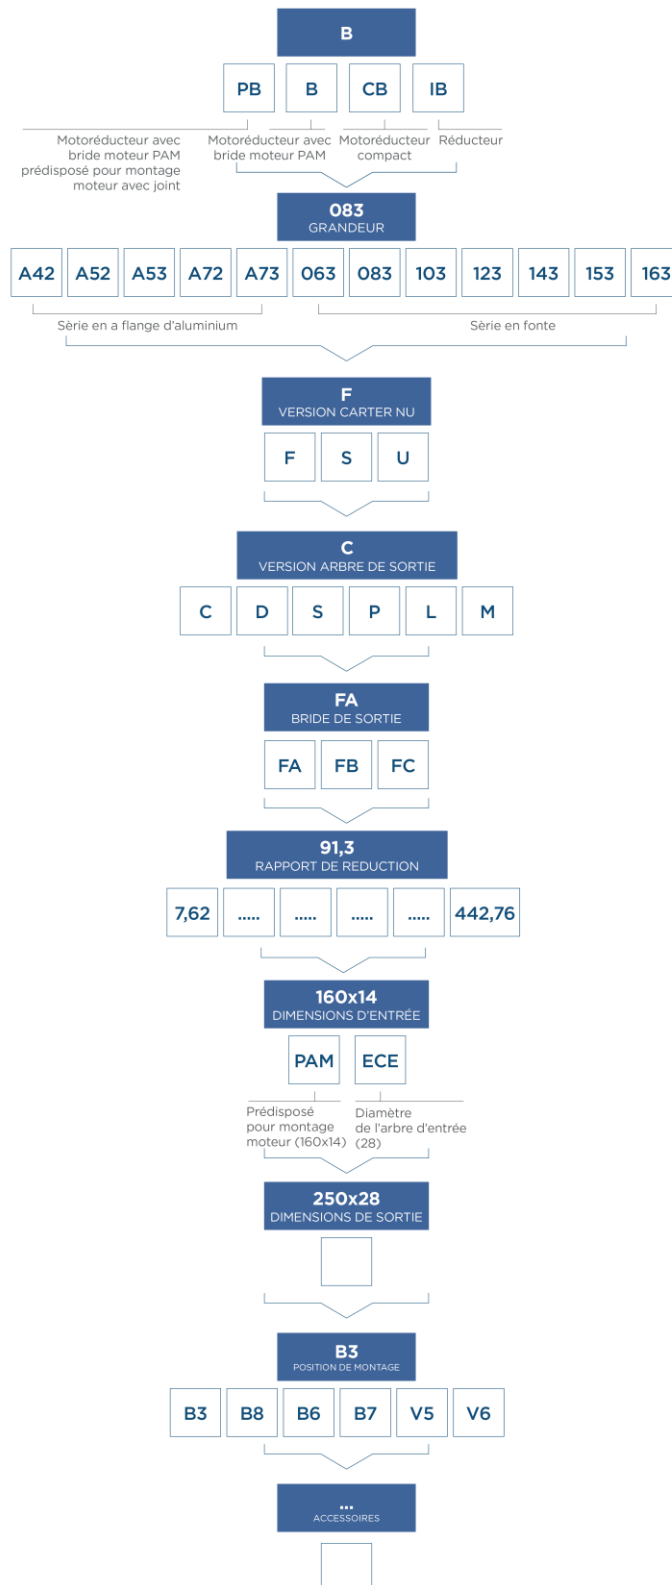 B
PB B CB IB
Motoréducteur avec
bride moteur PAM
prédisposé pour montage
moteur avec joint
Motoréducteur avec
bride moteur PAM
Motoréducteur
compact
Réducteur
083
GRANDEUR
A42 A52 A53 A72 A73 063 083 103 123 143 153 163
Sèrie en a flange d'aluminium
Sèrie en fonte
F
VERSION CARTER NU
F S U
C
VERSION ARBRE DE SORTIE
C D S P L M
FA
BRIDE DE SORTIE
FA FB FC
91,3
RAPPORT DE REDUCTION
7,62 ..... ..... ..... ..... 442,76
160x14
DIMENSIONS D'ENTRÉE
PAM ECE
Prédisposé
pour montage
moteur (160x14)
Diamètre
de l'arbre d'entrée
(28)
250x28
DIMENSIONS DE SORTIE
B3
POSITION DE MONTAGE
B3 B8 B6 B7 V5 V6
...
ACCESSOIRES